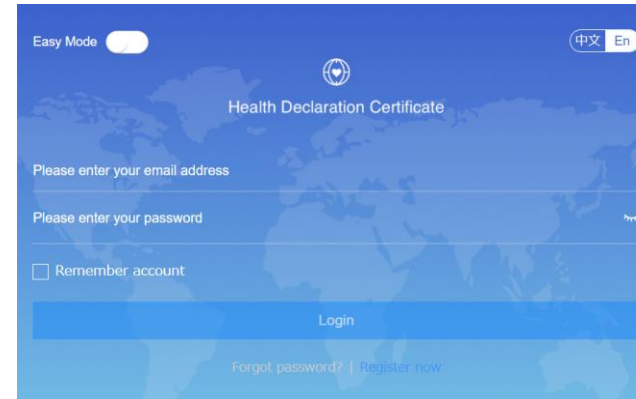 Easy Mode
中文 En
Health Declaration Certificate
Please enter your email address
Please enter your password
Remember account
Login
Forgot password? | Register now